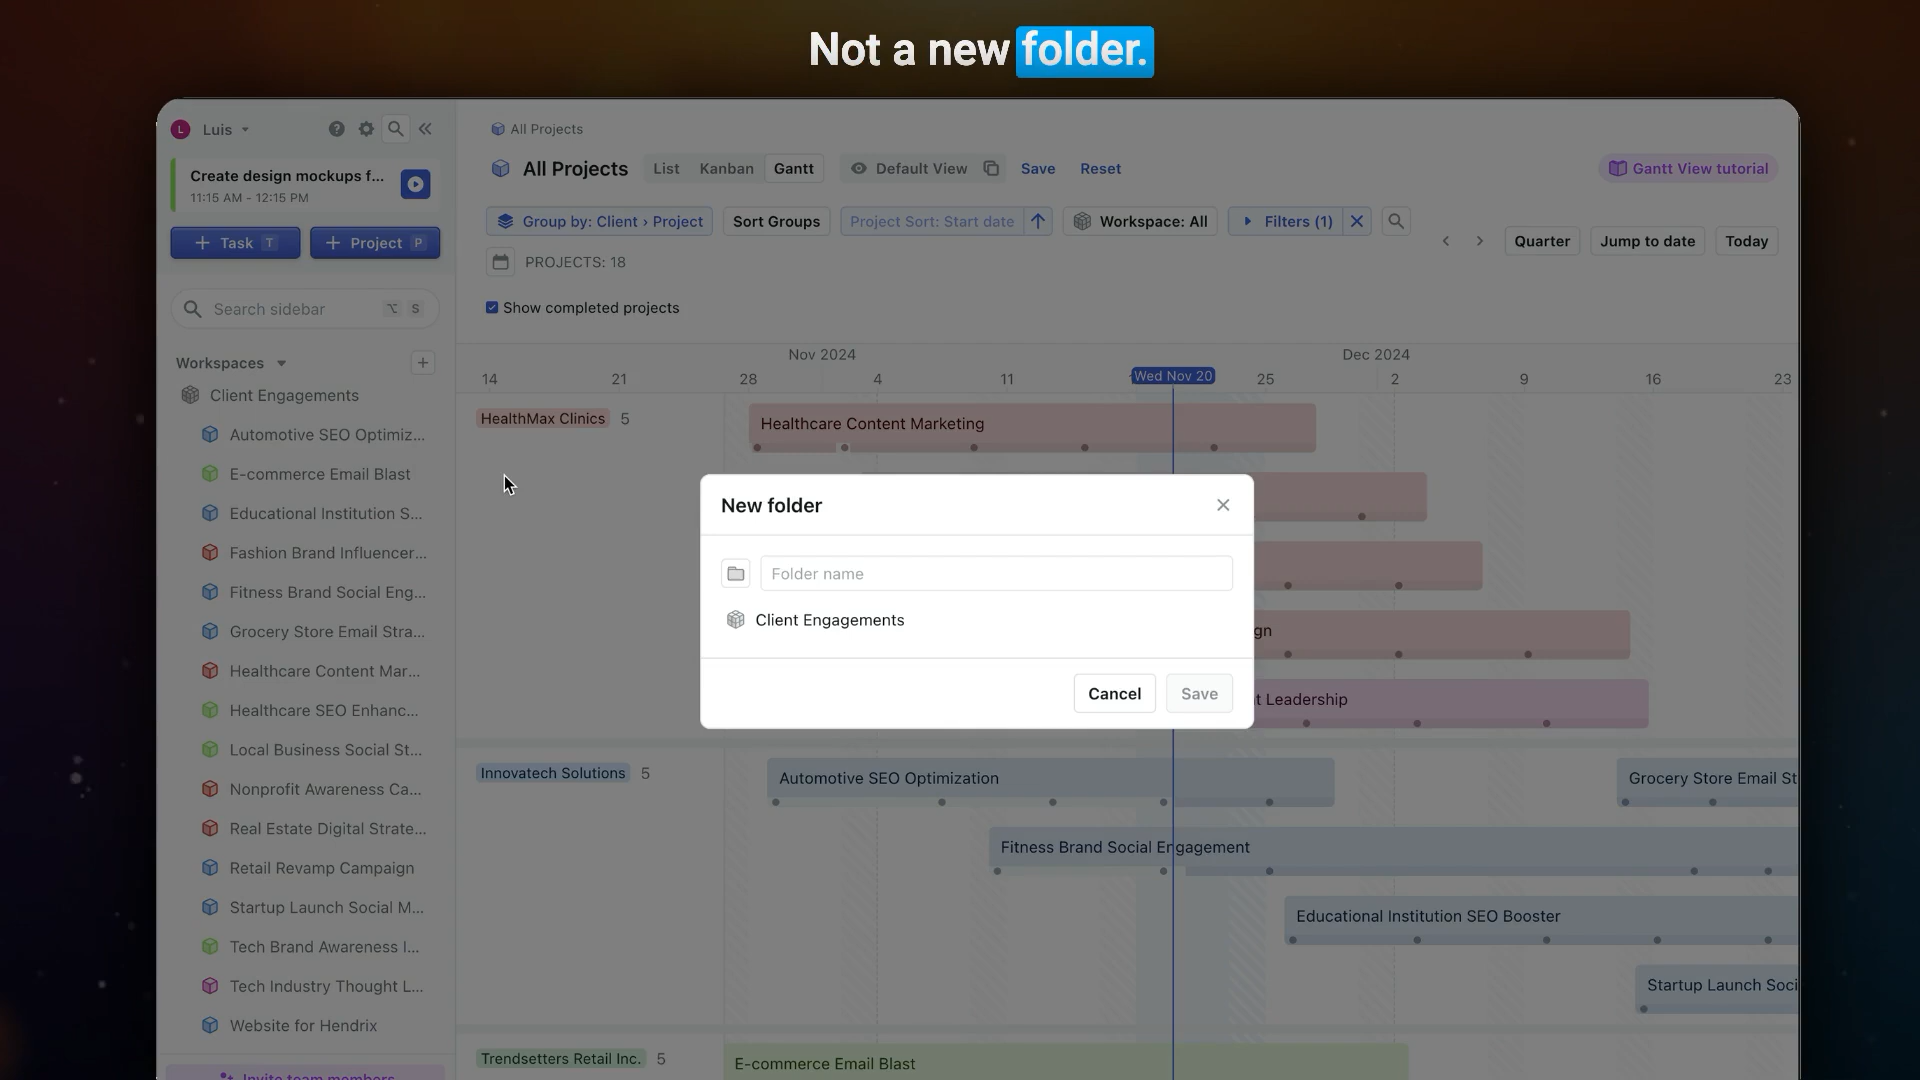 Not a new folder.
L Luis
Create design mockups f...
11:15 AM - 12:15 PM
+ Task T
+ Project P
Search sidebar ⌥ S
Workspaces
Client Engagements
Automotive SEO Optimiz...
E-commerce Email Blast
Educational Institution S...
Fashion Brand Influencer...
Fitness Brand Social Eng...
Grocery Store Email Stra...
Healthcare Content Mar...
Healthcare SEO Enhanc...
Local Business Social St...
Nonprofit Awareness Ca...
Real Estate Digital Strate...
Retail Revamp Campaign
Startup Launch Social M...
Tech Brand Awareness I...
Tech Industry Thought L...
Website for Hendrix
Invite team members
All Projects
All Projects List Kanban Gantt Default View Save Reset
Gantt View tutorial
Group by: Client › Project Sort Groups Project Sort: Start date Workspace: All Filters (1)
PROJECTS: 18
Quarter Jump to date Today
Show completed projects
Nov 2024 Dec 2024
14 21 28 4 11 Wed Nov 20 25 2 9 16 23
HealthMax Clinics 5
Healthcare Content Marketing
gn
t Leadership
New folder
Folder name
Client Engagements
Cancel Save
Innovatech Solutions 5
Automotive SEO Optimization
Grocery Store Email St
Fitness Brand Social Engagement
Educational Institution SEO Booster
Startup Launch Soci
Trendsetters Retail Inc. 5
E-commerce Email Blast